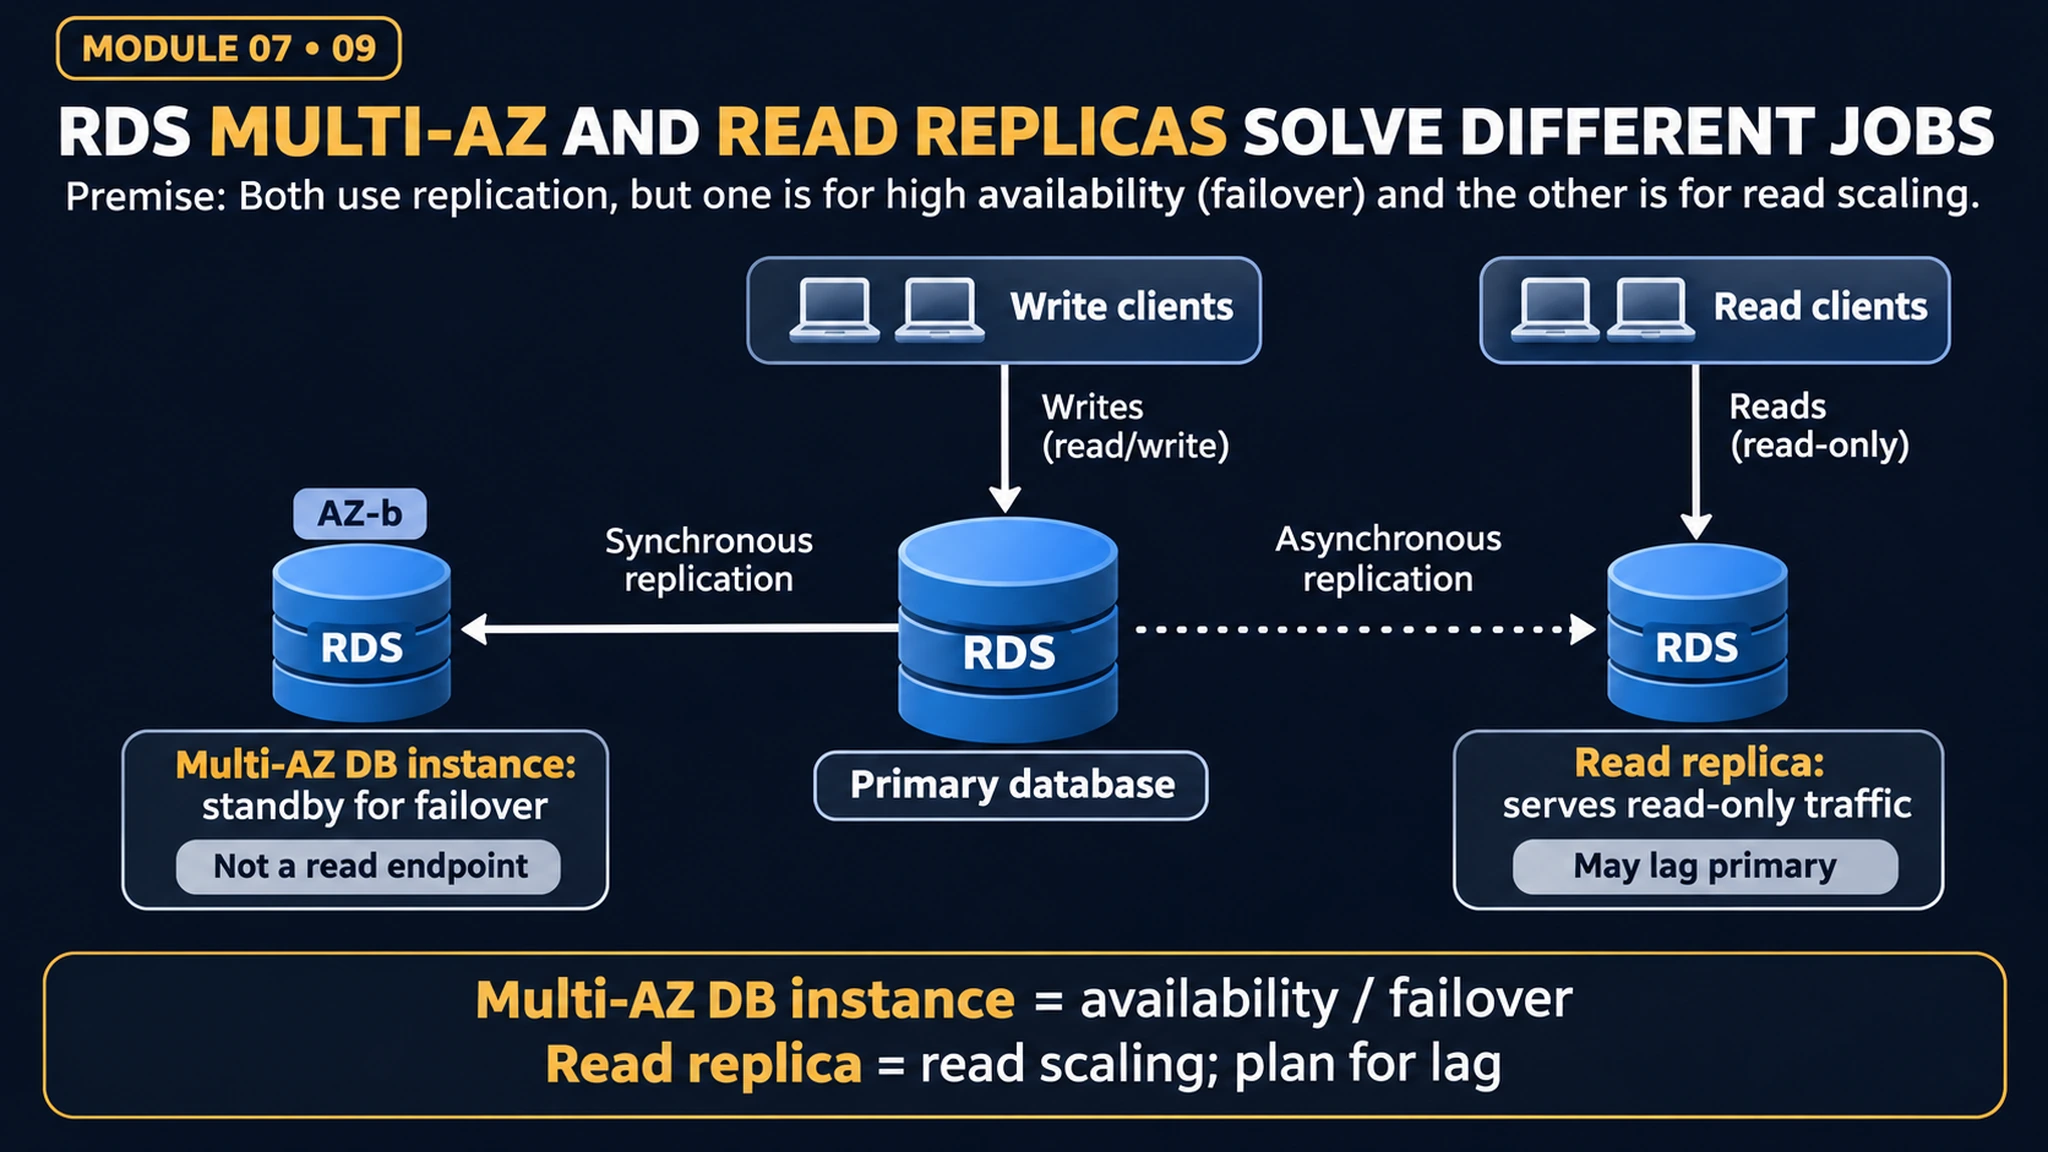 MODULE 07 • 09
RDS MULTI-AZ AND READ REPLICAS SOLVE DIFFERENT JOBS
Premise: Both use replication, but one is for high availability (failover) and the other is for read scaling.
Write clients
Read clients
Writes
(read/write)
Reads
(read-only)
AZ-b
Synchronous
replication
Asynchronous
replication
RDS
RDS
RDS
Multi-AZ DB instance:
standby for failover
Not a read endpoint
Primary database
Read replica:
serves read-only traffic
May lag primary
Multi-AZ DB instance = availability / failover
Read replica = read scaling; plan for lag